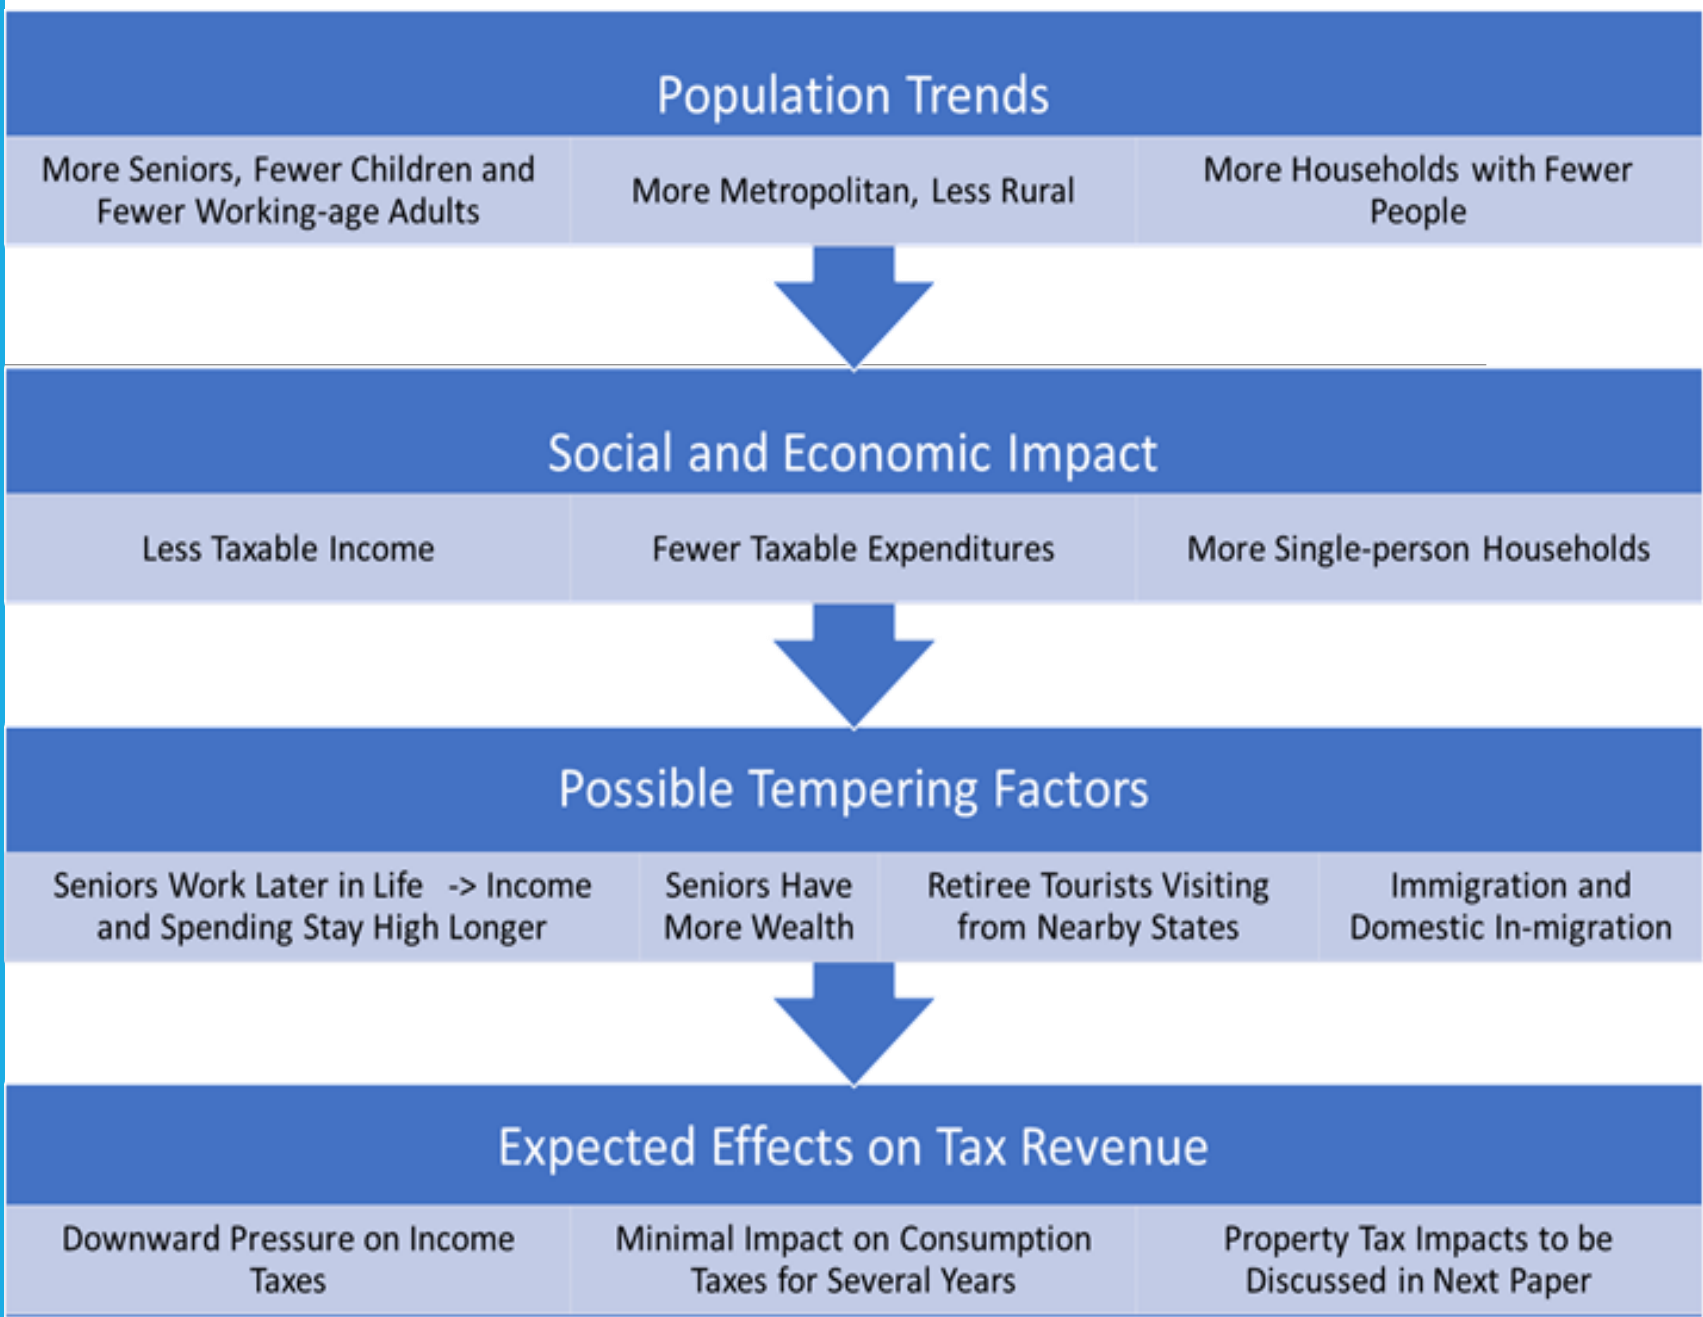 Population Trends
More Seniors, Fewer Children and
Fewer Working-age Adults
More Metropolitan, Less Rural
More Households with Fewer
People
Social and Economic Impact
Less Taxable Income
Fewer Taxable Expenditures
More Single-person Households
Possible Tempering Factors
Seniors Work Later in Life -> Income
and Spending Stay High Longer
Seniors Have
More Wealth
Retiree Tourists Visiting
from Nearby States
Immigration and
Domestic In-migration
Expected Effects on Tax Revenue
Downward Pressure on Income
Taxes
Minimal Impact on Consumption
Taxes for Several Years
Property Tax Impacts to be
Discussed in Next Paper